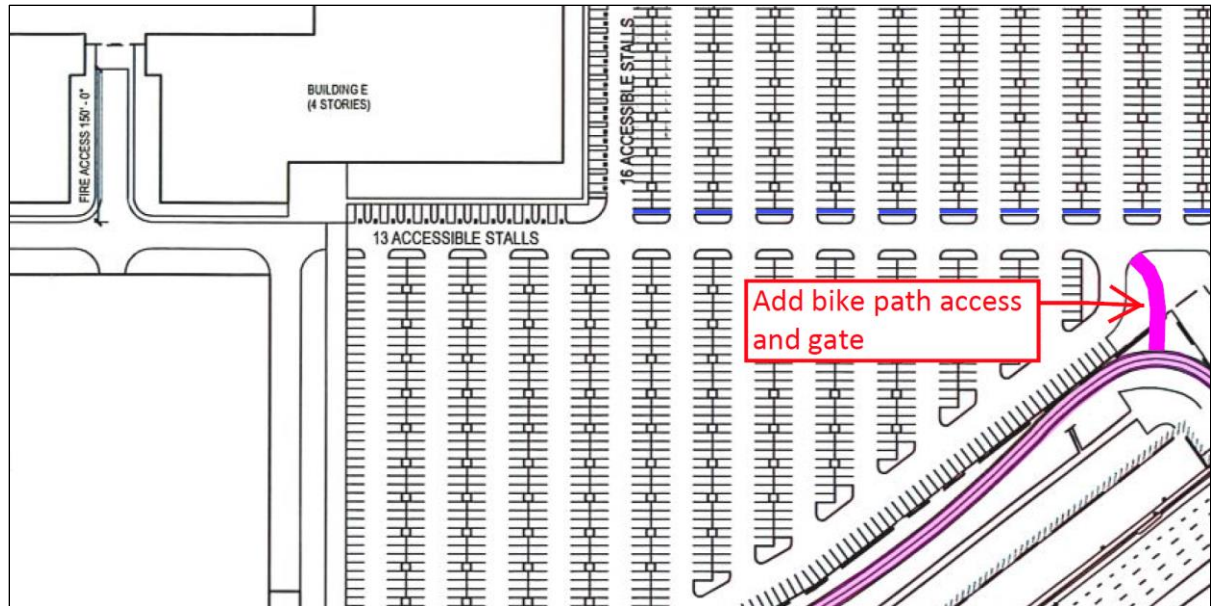 BUILDING E
(4 STORIES)
FIRE ACCESS 150' - 0"
16 ACCESSIBLE STALLS
13 ACCESSIBLE STALLS
Add bike path access
and gate